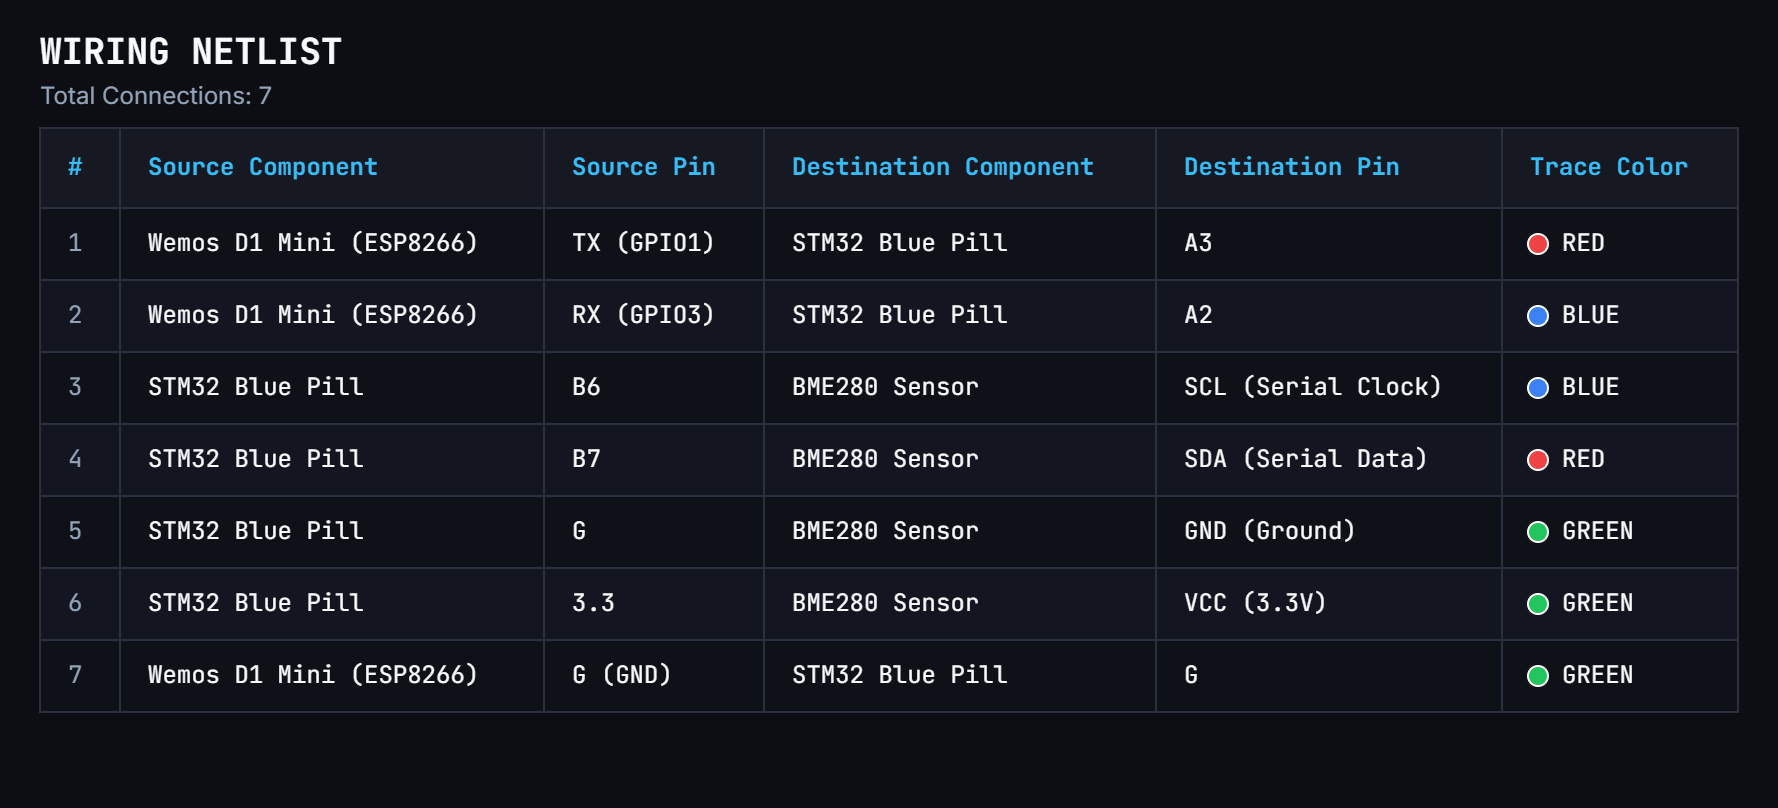 WIRING NETLIST
Total Connections: 7
# Source Component Source Pin Destination Component Destination Pin Trace Color
1 Wemos D1 Mini (ESP8266) TX (GPIO1) STM32 Blue Pill A3 RED
2 Wemos D1 Mini (ESP8266) RX (GPIO3) STM32 Blue Pill A2 BLUE
3 STM32 Blue Pill B6 BME280 Sensor SCL (Serial Clock) BLUE
4 STM32 Blue Pill B7 BME280 Sensor SDA (Serial Data) RED
5 STM32 Blue Pill G BME280 Sensor GND (Ground) GREEN
6 STM32 Blue Pill 3.3 BME280 Sensor VCC (3.3V) GREEN
7 Wemos D1 Mini (ESP8266) G (GND) STM32 Blue Pill G GREEN